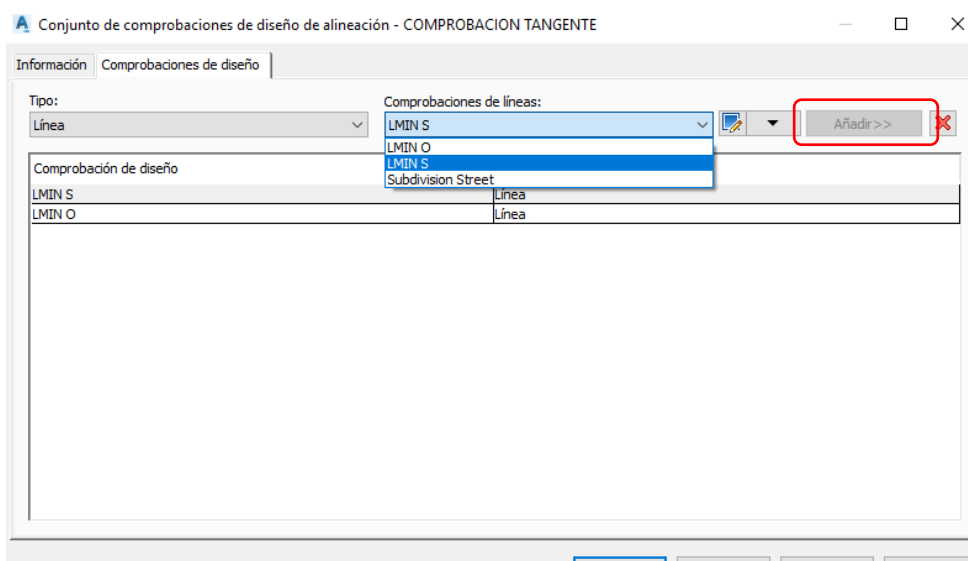 Conjunto de comprobaciones de diseño de alineación - COMPROBACION TANGENTE
Información Comprobaciones de diseño
Tipo: Comprobaciones de líneas:
Línea LMIN S Añadir>>
LMIN O
LMIN S
Subdivision Street
Comprobación de diseño
LMIN S Línea
LMIN O Línea